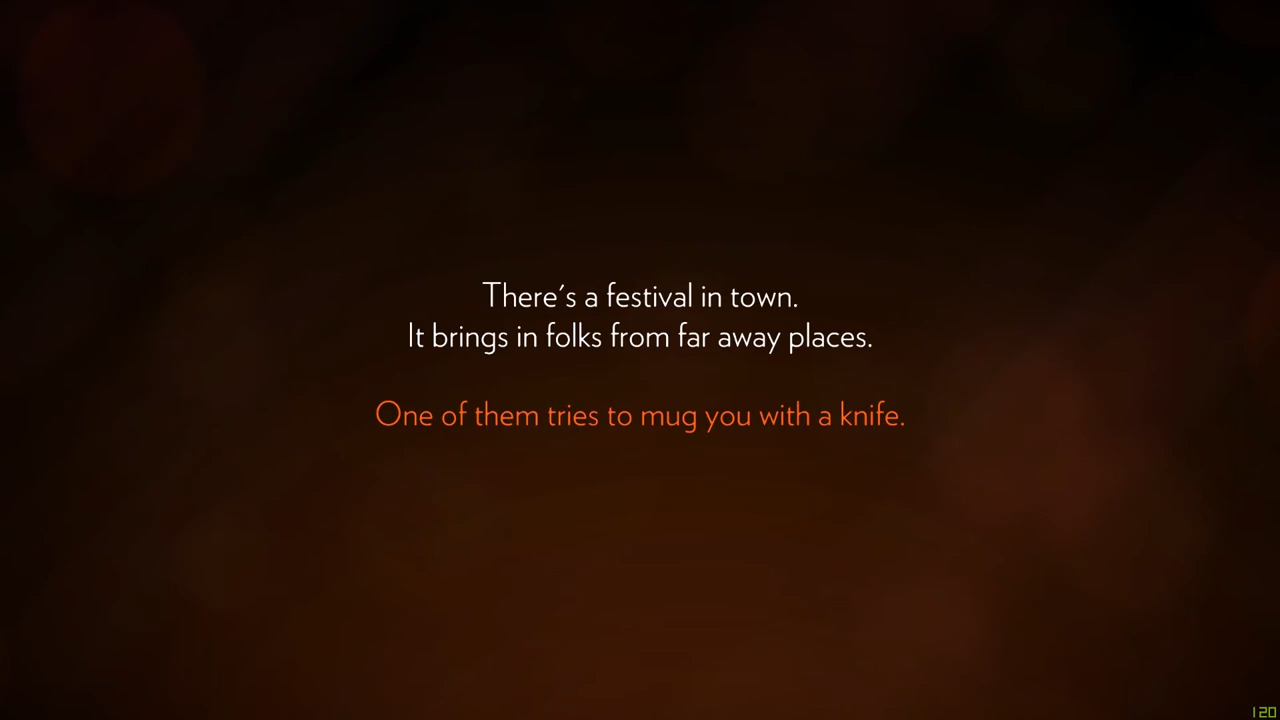 There's a festival in town.
It brings in folks from far away places.
One of them tries to mug you with a knife.
120